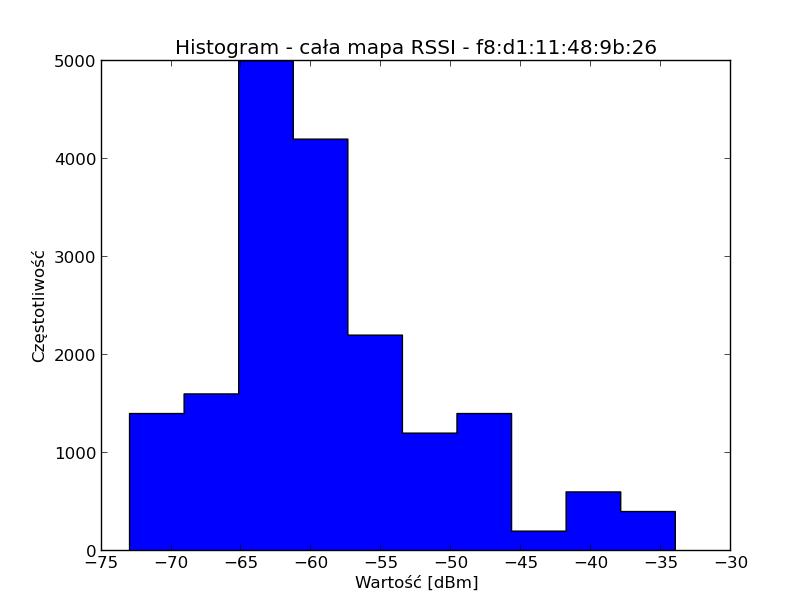 Histogram - cała mapa RSSI - f8:d1:11:48:9b:26
5000
4000
3000
2000
1000
0
Częstotliwość
−75 −70 −65 −60 −55 −50 −45 −40 −35 −30
Wartość [dBm]